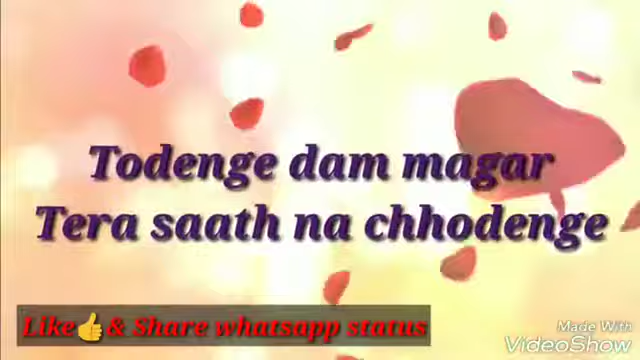 Todenge dam magar
Tera saath na chhodenge
Like👍& Share whatsapp status
Made With
VideoShow